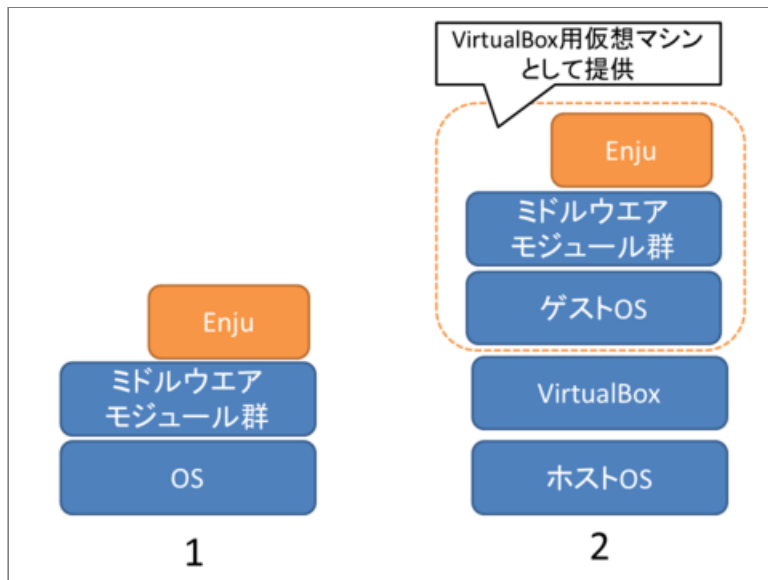 VirtualBox用仮想マシン
として提供
Enju
ミドルウエア
モジュール群
ゲストOS
VirtualBox
ホストOS
2
Enju
ミドルウエア
モジュール群
OS
1